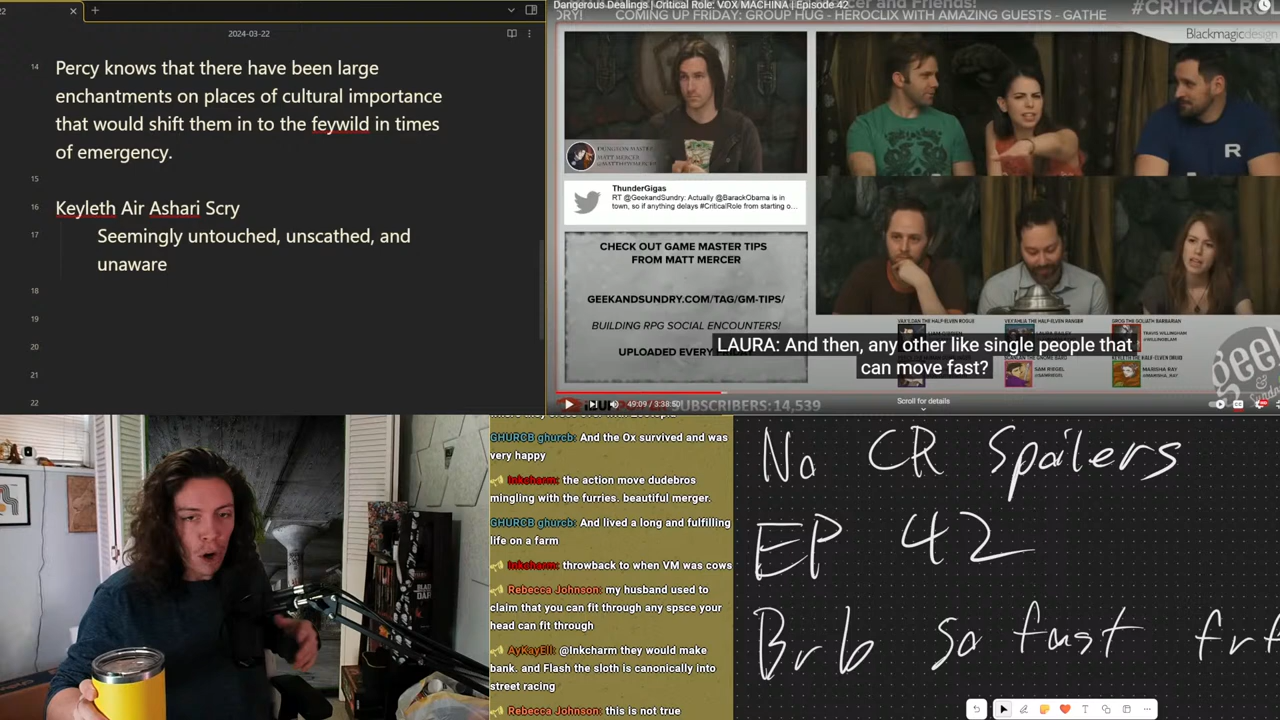 2024-03-22
14
Percy knows that there have been large
enchantments on places of cultural importance
that would shift them in to the feywild in times
of emergency.
15
16
Keyleth Air Ashari Scry
17
Seemingly untouched, unscathed, and
unaware
18
19
20
21
22
Dangerous Dealings | Critical Role: VOX MACHINA | Episode 42
COMING UP FRIDAY: GROUP HUG - HEROCLIX WITH AMAZING GUESTS - GATHE
Blackmagicdesign
R
DUNGEON MASTER
MATT MERCER
ThunderGigas
RT @GeekandSundry: Actually @BarackObama is in
town, so if anything delays #CriticalRole from starting o...
CHECK OUT GAME MASTER TIPS
FROM MATT MERCER
GEEKANDSUNDRY.COM/TAG/GM-TIPS/
BUILDING RPG SOCIAL ENCOUNTERS!
LAURA: And then, any other like single people that
can move fast?
49:09 / 3:38:50
SUBSCRIBERS: 14,539
Scroll for details
GHURCB ghurcb: And the Ox survived and was
very happy
Inkcharm: the action move dudebros
mingling with the furries. beautiful merger.
GHURCB ghurcb: And lived a long and fulfilling
life on a farm
Inkcharm: throwback to when VM was cows
Rebecca Johnson: my husband used to
claim that you can fit through any spsce your
head can fit through
AyKayEll: @Inkcharm they would make
bank. and Flash the sloth is canonically into
street racing
Rebecca Johnson: this is not true
No CR Spoilers
EP 42
Brb so fast frf